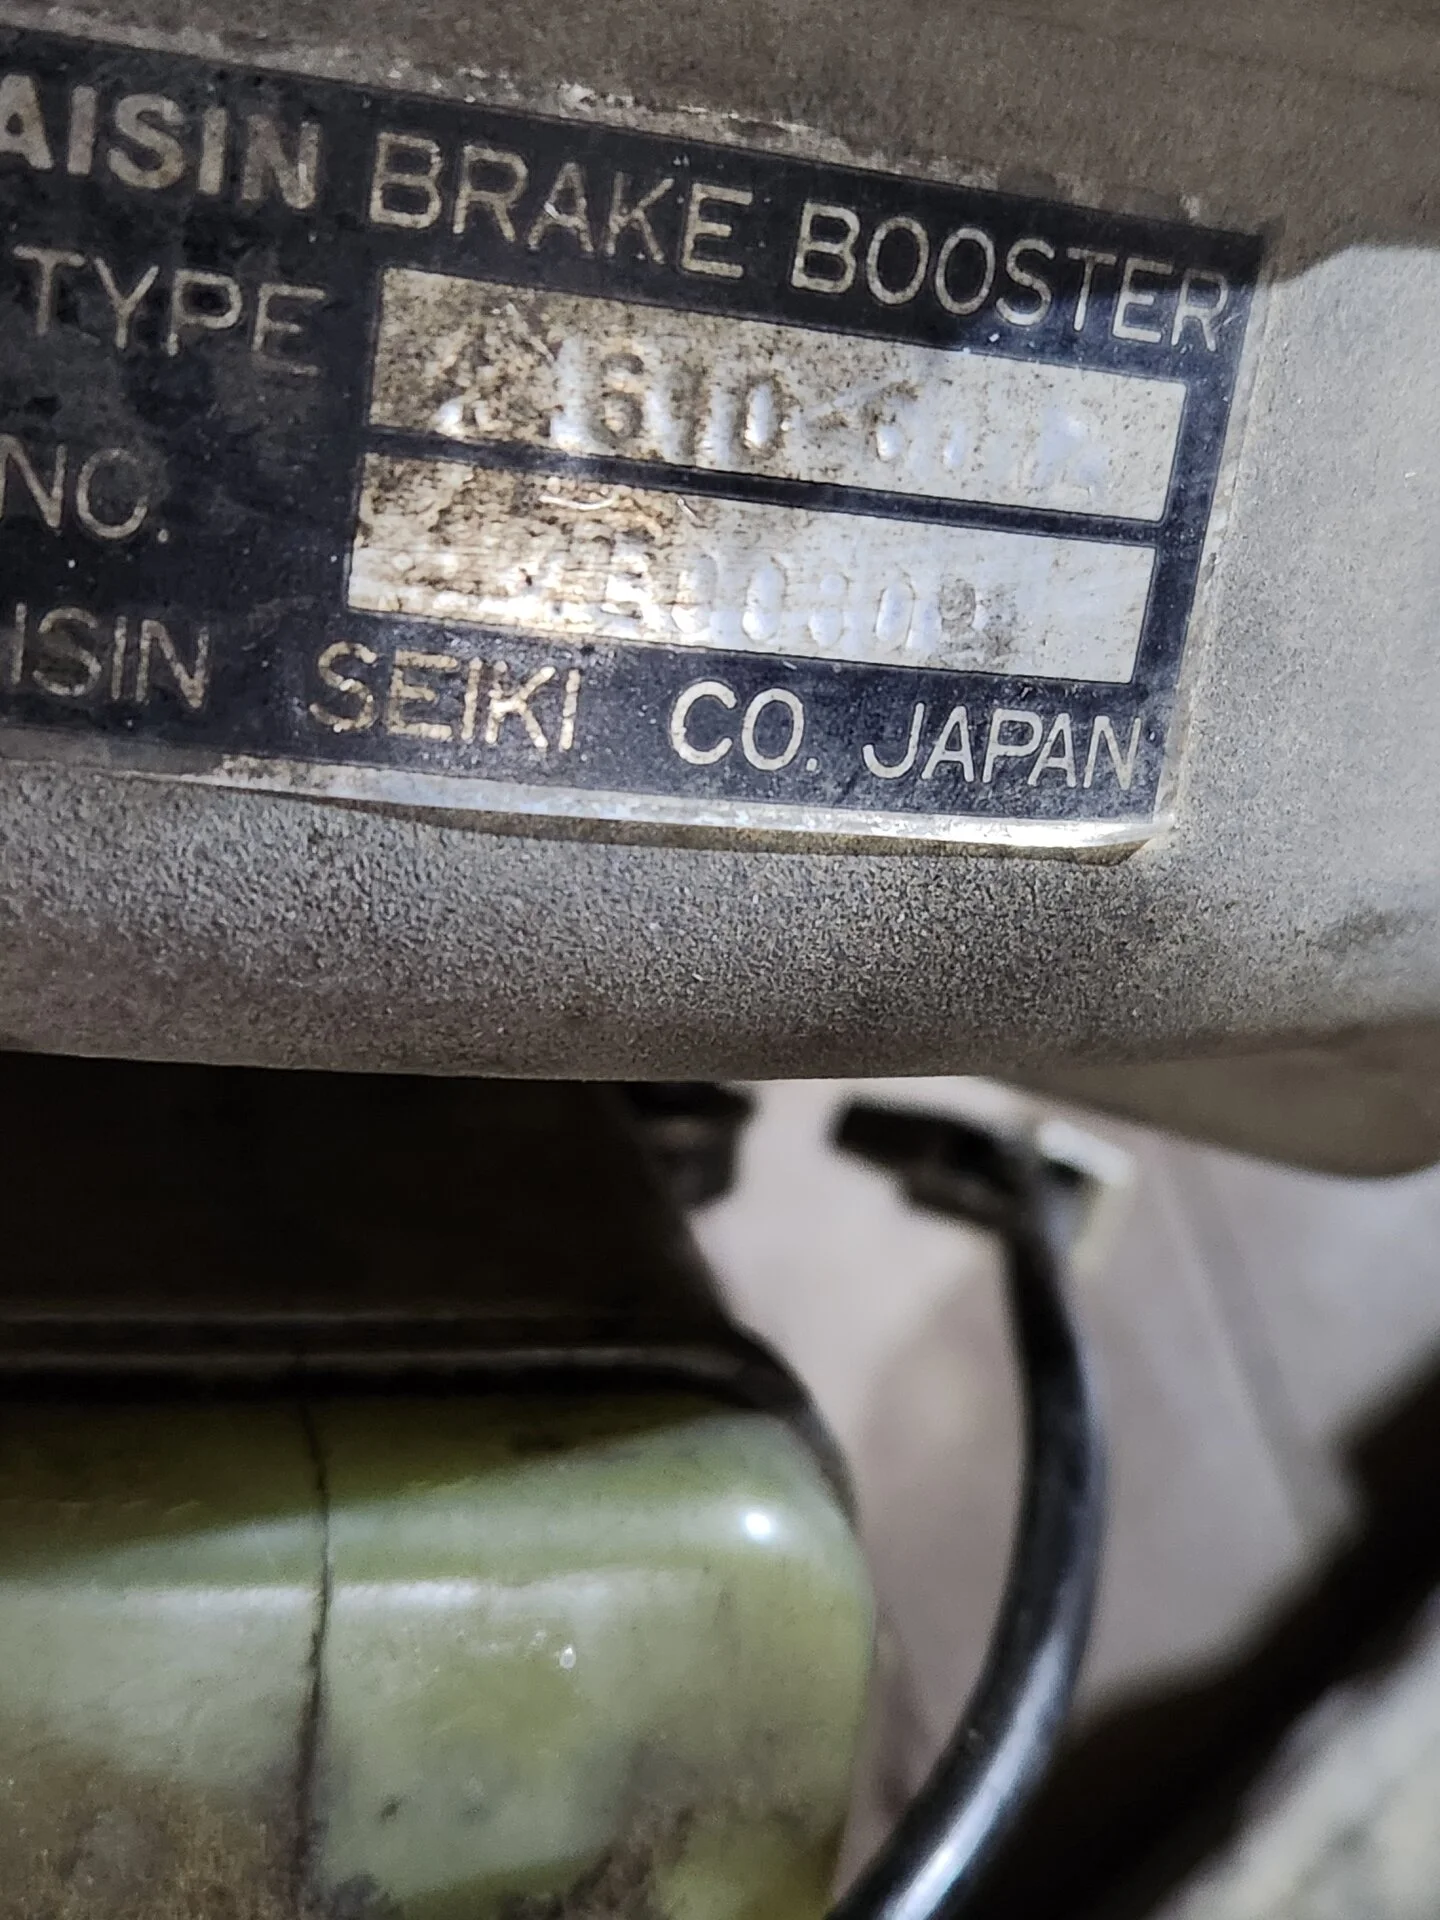 AISIN BRAKE BOOSTER
TYPE
NO.
ISIN SEIKI CO. JAPAN